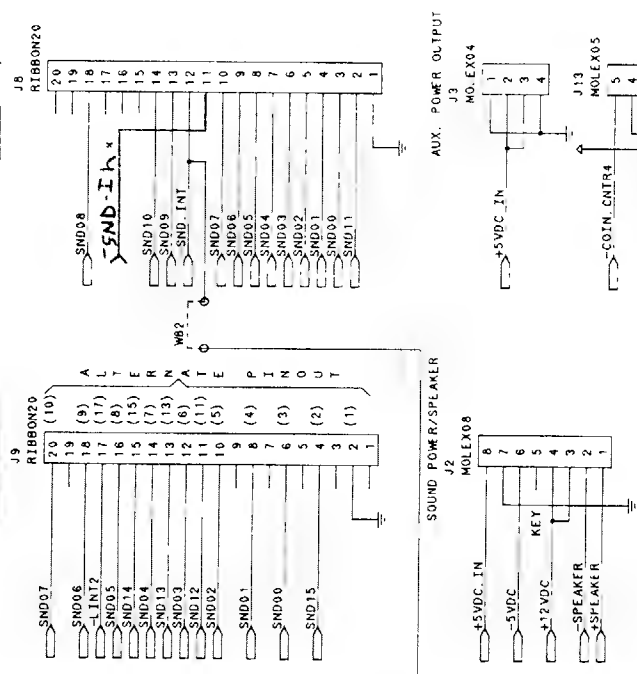 J8
RIBBON20
20
19
18
17
16
15
14
13
12
11
10
9
8
7
6
5
4
3
2
1
SND08
SND10
SND09
SND.INT
SND07
SND06
SND05
SND04
SND03
SND02
SND01
SND00
SND11
AUX. POWER OUTPUT
J3
1
2
3
4
+5VDC_IN
J13
MOLEX05
5
4
-COIN_CNTR4
WB2
J9
RIBBON20
20
19
18
17
16
15
14
13
12
11
10
9
8
7
6
5
4
3
2
1
(10)
(9)
(17)
(8)
(15)
(7)
(13)
(6)
(11)
(5)
(4)
(3)
(2)
(1)
ALTERNATE PINOUT
SND07
SND06
-LINT2
SND05
SND14
SND04
SND13
SND03
SND12
SND02
SND01
SND00
SND15
SOUND POWER/SPEAKER
J2
MOLEX08
8
7
6
5
4
3
2
1
KEY
+5VDC_IN
-5VDC
+12VDC
-SPEAKER
+SPEAKER